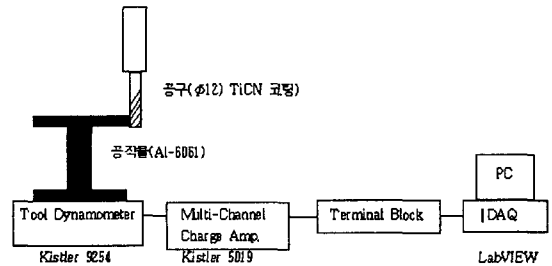 공구(ϕ12) TiCN 코팅)
공작물(Al-6061)
PC
Tool Dynamometer
Multi-Channel
Charge Amp.
Terminal Block
DAQ
Kistler 9254
Kistler 5019
LabVIEW